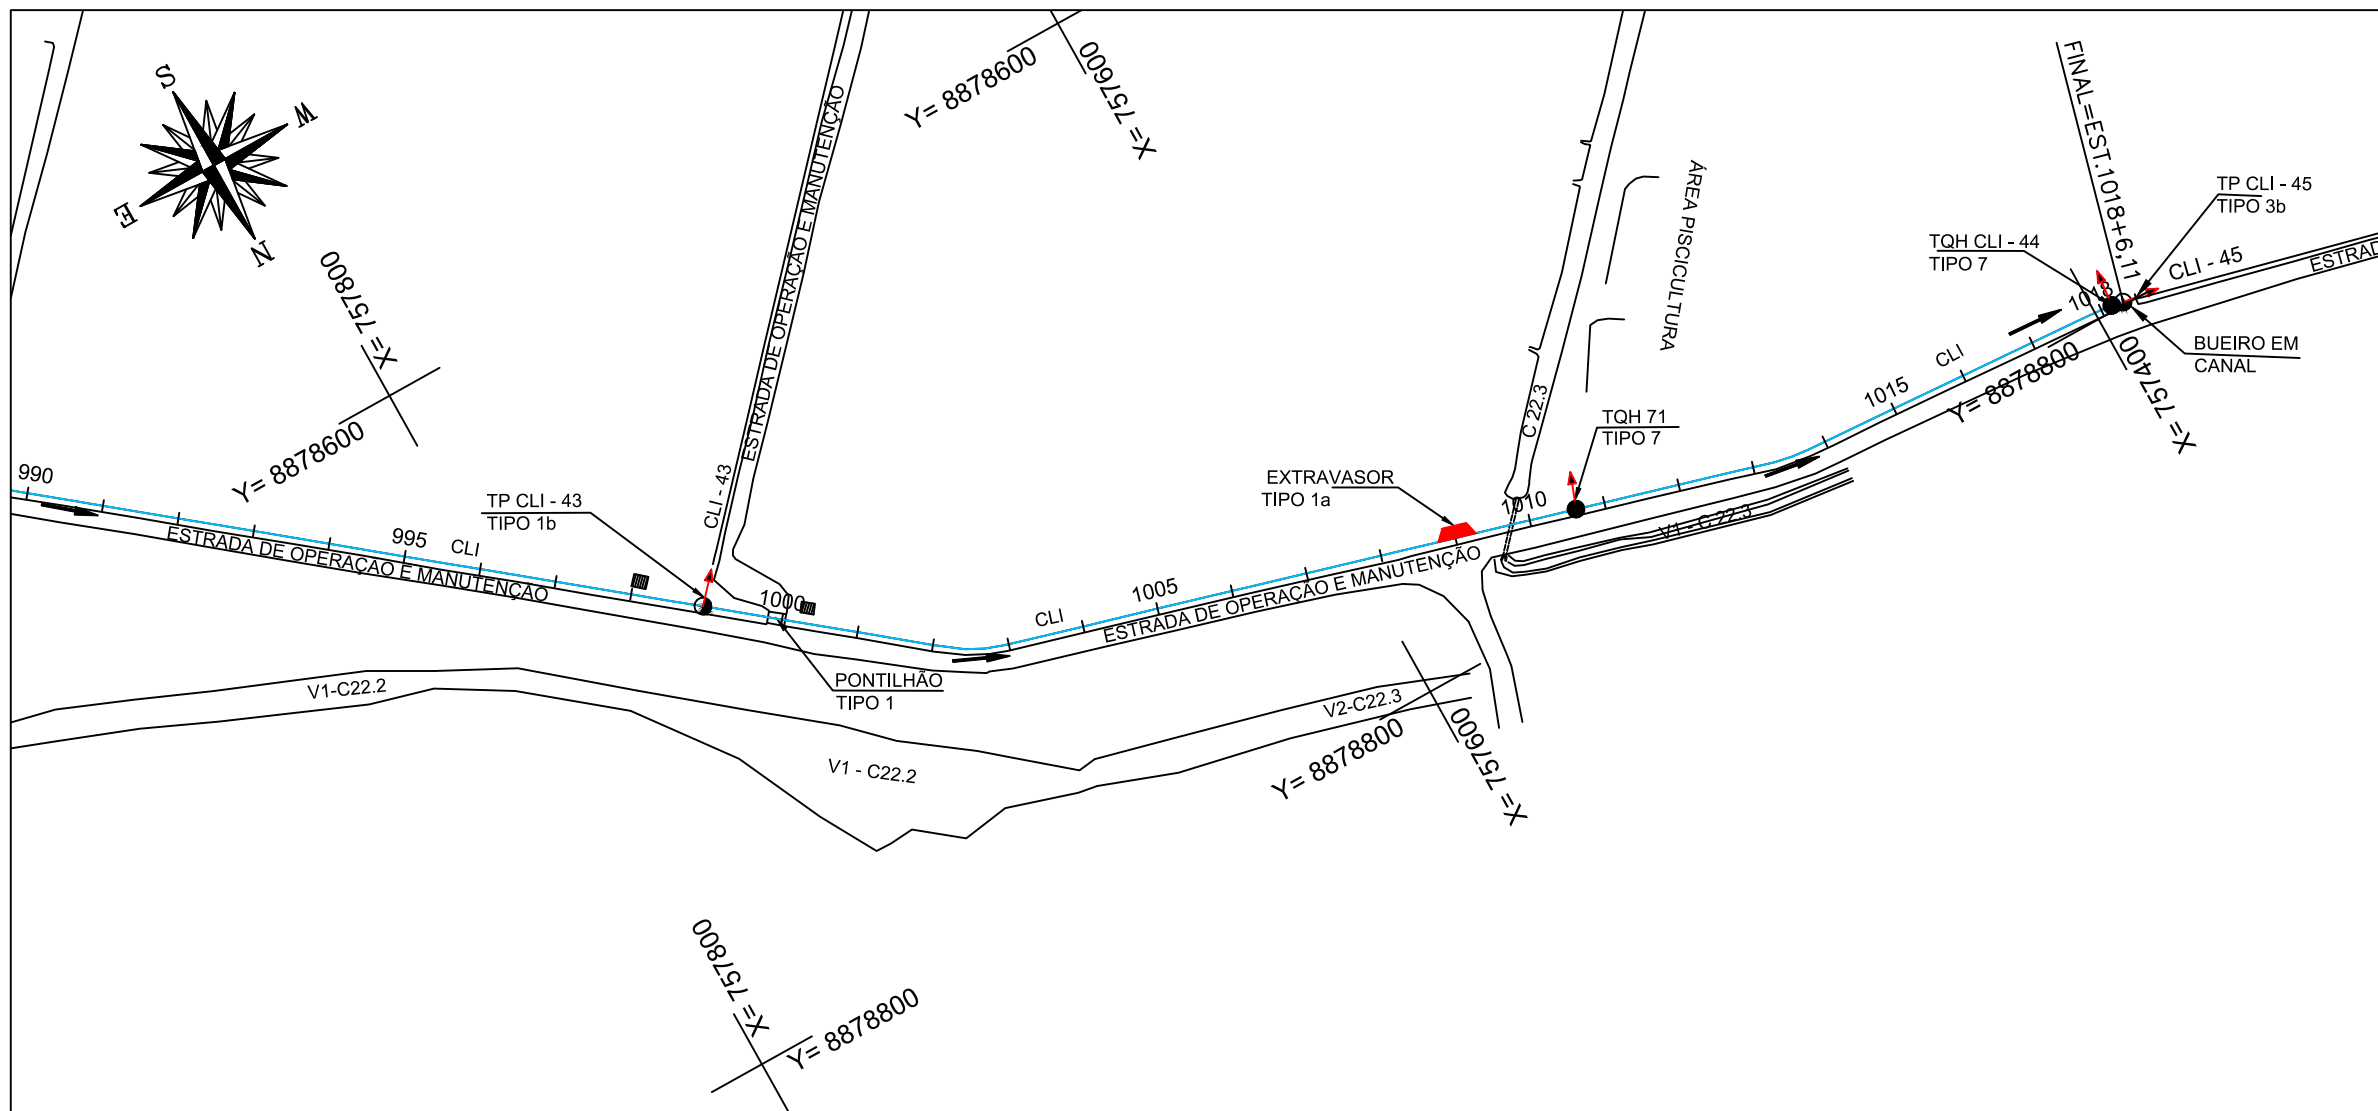 S
W
E
N
X= 757800
Y= 8878600
Y= 8878600
X= 757600
ESTRADA DE OPERAÇÃO E MANUTENÇÃO
CLI - 43
990
995
CLI
ESTRADA DE OPERAÇÃO E MANUTENÇÃO
TP CLI - 43
TIPO 1b
1000
PONTILHÃO
TIPO 1
V1-C22.2
V1 - C22.2
CLI
1005
ESTRADA DE OPERAÇÃO E MANUTENÇÃO
EXTRAVASOR
TIPO 1a
1010
C 22.3
TQH 71
TIPO 7
ÁREA PISCICULTURA
V1 - C 22.3
V2-C22.3
Y= 8878800
X= 757600
1015
CLI
Y= 8878800
X= 757400
FINAL=EST.1018+6,11
TQH CLI - 44
TIPO 7
1018
TP CLI - 45
TIPO 3b
CLI - 45
ESTRAD
BUEIRO EM
CANAL
X= 757800
Y= 8878800